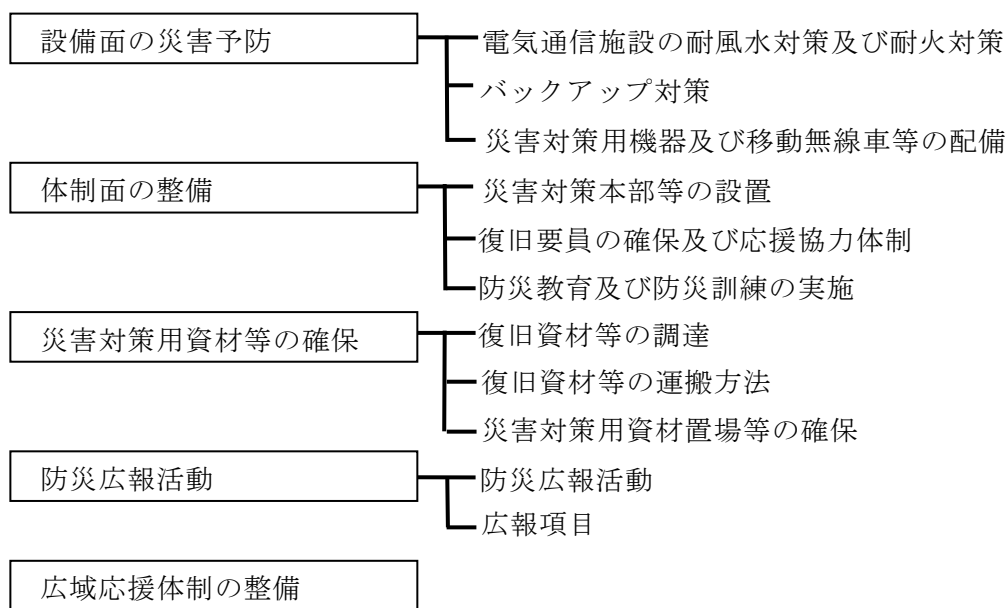 設備面の災害予防
電気通信施設の耐風水対策及び耐火対策
バックアップ対策
災害対策用機器及び移動無線車等の配備
体制面の整備
災害対策本部等の設置
復旧要員の確保及び応援協力体制
防災教育及び防災訓練の実施
災害対策用資材等の確保
復旧資材等の調達
復旧資材等の運搬方法
災害対策用資材置場等の確保
防災広報活動
防災広報活動
広報項目
広域応援体制の整備